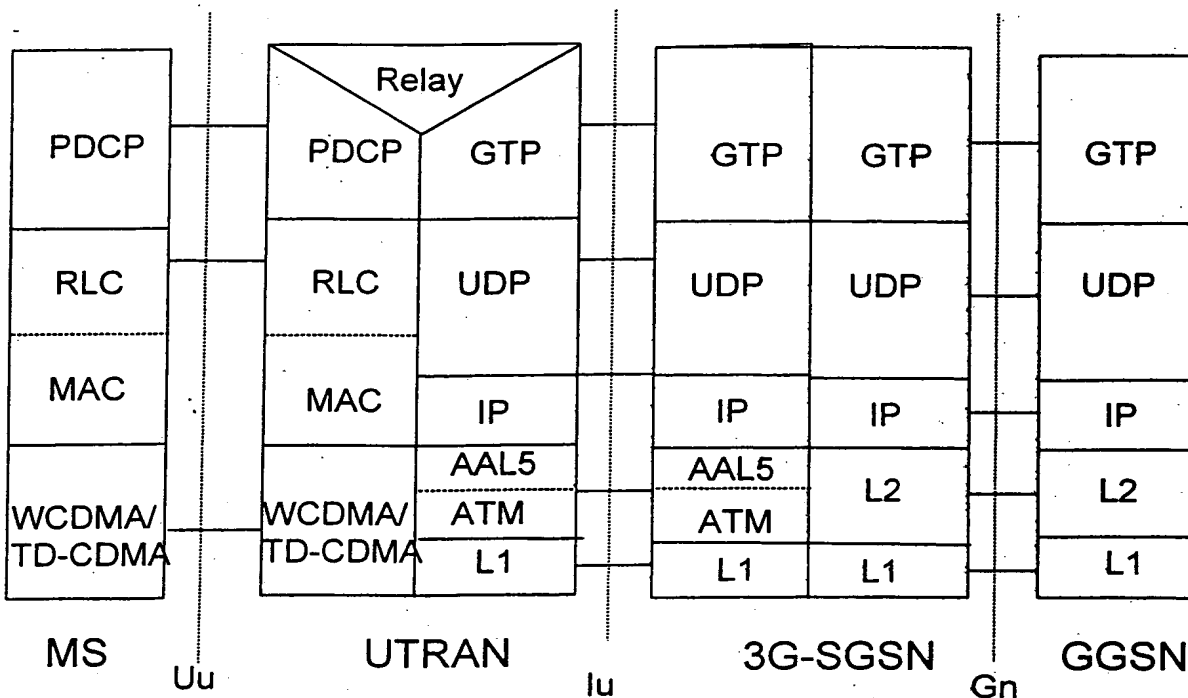 Relay
PDCP
PDCP
GTP
GTP
GTP
GTP
RLC
RLC
UDP
UDP
UDP
UDP
MAC
MAC
IP
IP
IP
IP
AAL5
AAL5
L2
L2
WCDMA/
TD-CDMA
WCDMA/
TD-CDMA
ATM
ATM
L1
L1
L1
L1
MS
UTRAN
3G-SGSN
GGSN
Uu
Iu
Gn